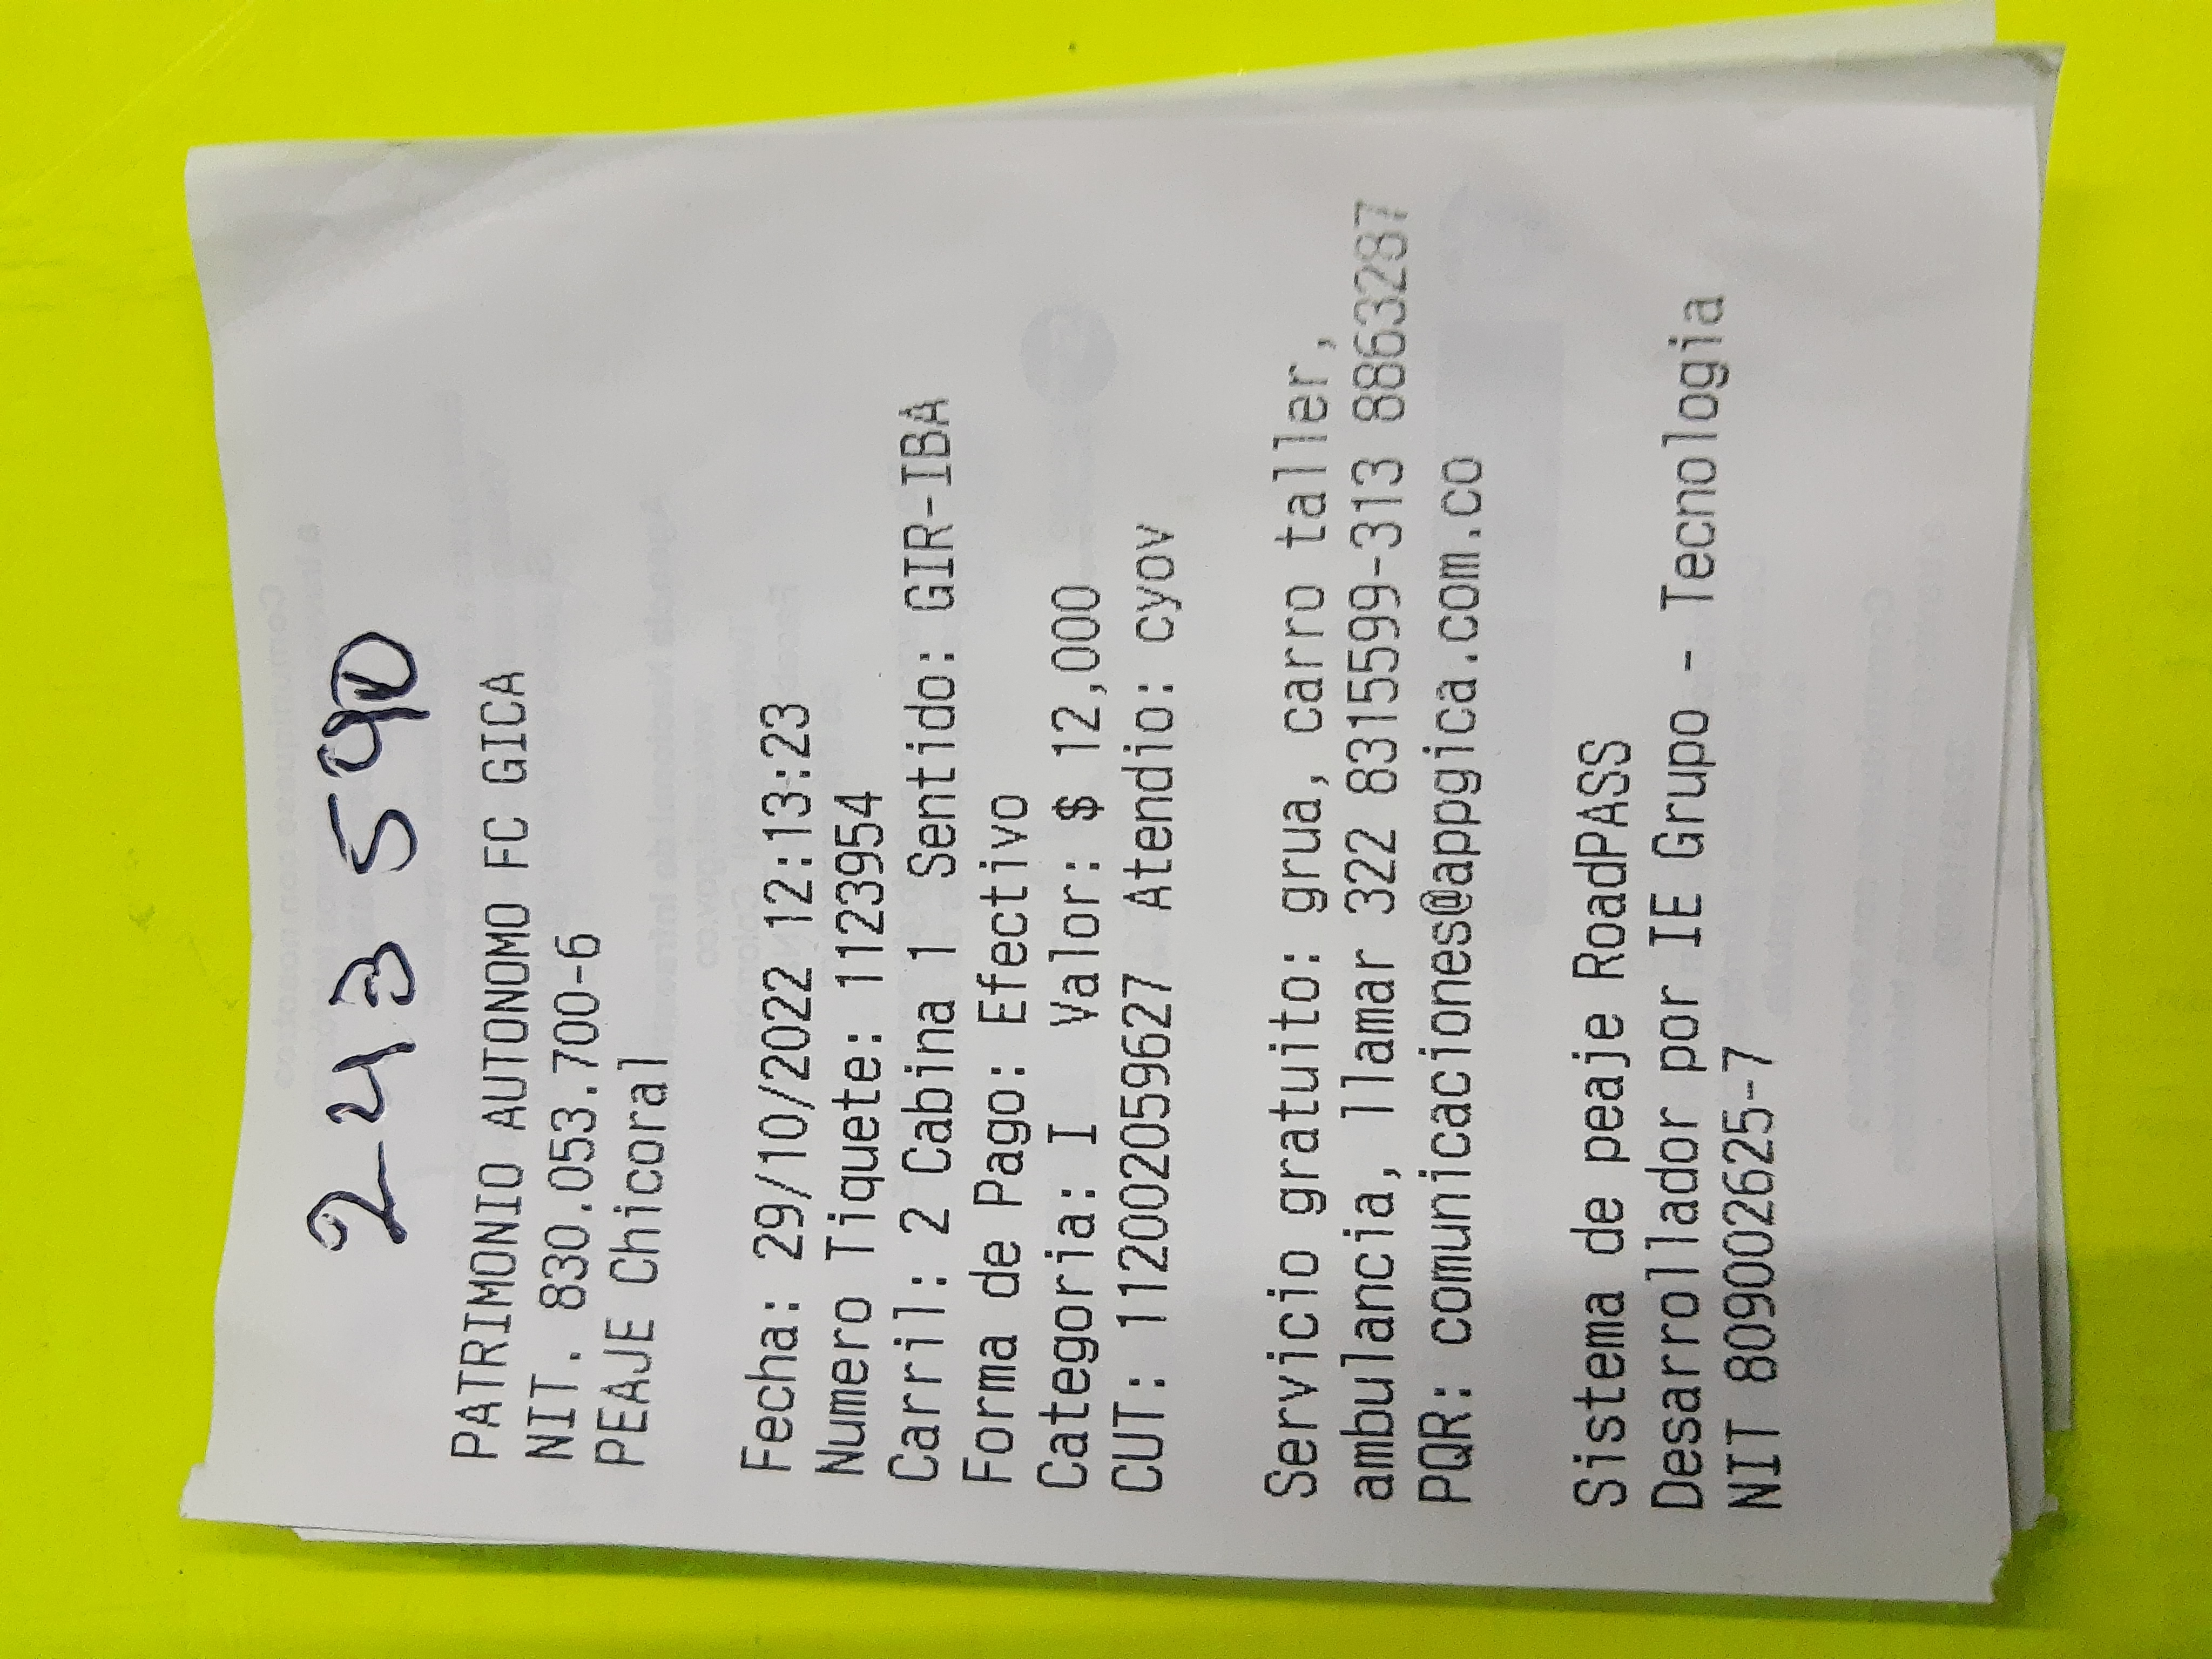 243590
PATRIMONIO AUTONOMO FC GICA
NIT. 830.053.700-6
PEAJE Chicoral
Fecha: 29/10/2022 12:13:23
Numero Tiquete: 1123954
Carril: 2 Cabina 1 Sentido: GIR-IBA
Forma de Pago: Efectivo
Categoria: I Valor: $ 12,000
CUT: 112002059627 Atendio: cyov
Servicio gratuito: grua, carro taller,
ambulancia, llamar 322 8315599-313 8863287
PQR: comunicaciones@appgica.com.co
Sistema de peaje RoadPASS
Desarrollador por IE Grupo - Tecnologia
NIT 809002625-7